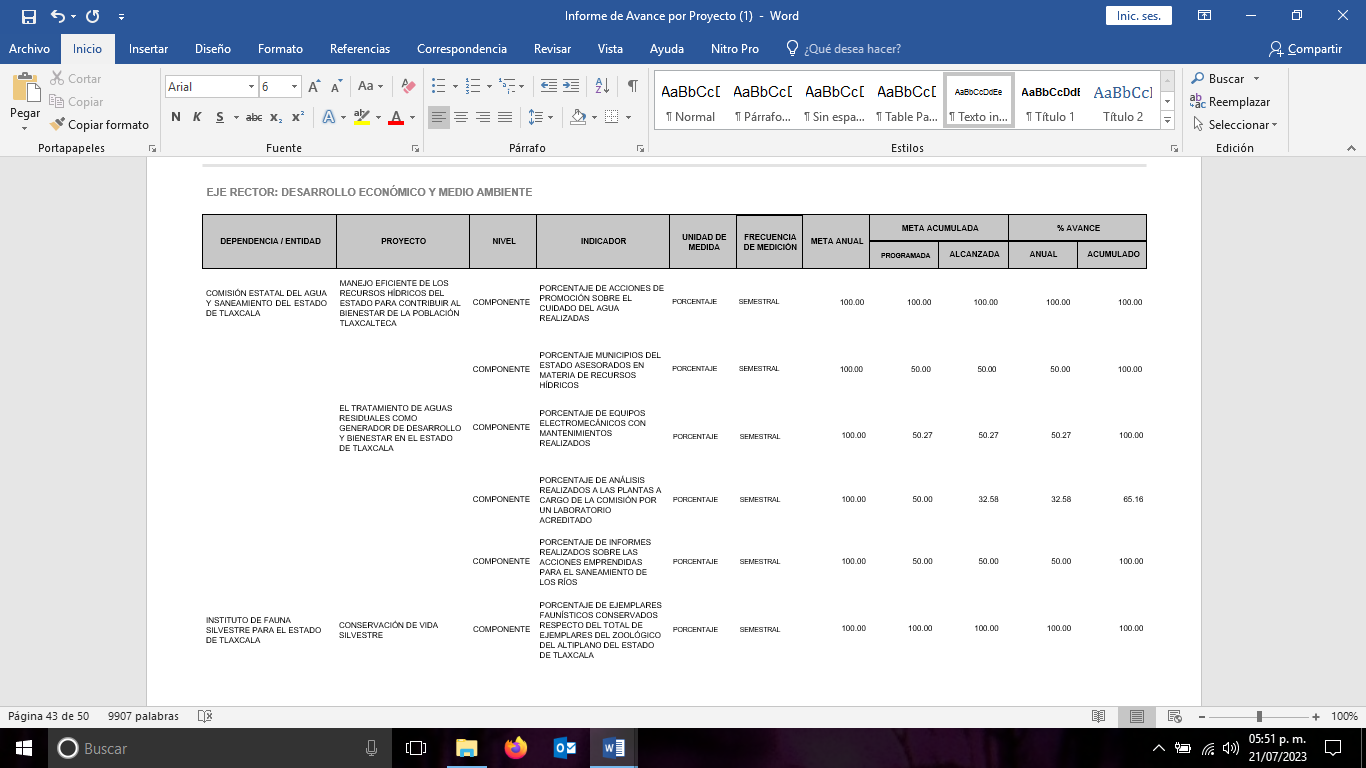 Informe de Avance por Proyecto (1) - Word
Inic. ses.
Archivo Inicio Insertar Diseño Formato Referencias Correspondencia Revisar Vista Ayuda Nitro Pro ¿Qué desea hacer? Compartir
Pegar
Cortar
Copiar
Copiar formato
Portapapeles
Arial 6
N K S abc x₂ x²
Fuente
Párrafo
AaBbCcD AaBbCcD AaBbCcD AaBbCcD AaBbCcDdEe AaBbCcDdE AaBbCcI
¶ Normal ¶ Párrafo... ¶ Sin espa... ¶ Table Pa... ¶ Texto in... ¶ Título 1 Título 2
Estilos
Buscar
Reemplazar
Seleccionar
Edición
EJE RECTOR: DESARROLLO ECONÓMICO Y MEDIO AMBIENTE
DEPENDENCIA / ENTIDAD
PROYECTO
NIVEL
INDICADOR
UNIDAD DE
MEDIDA
FRECUENCIA
DE MEDICIÓN
META ANUAL
META ACUMULADA
PROGRAMADA
ALCANZADA
% AVANCE
ANUAL
ACUMULADO
COMISIÓN ESTATAL DEL AGUA
Y SANEAMIENTO DEL ESTADO
DE TLAXCALA
MANEJO EFICIENTE DE LOS
RECURSOS HÍDRICOS DEL
ESTADO PARA CONTRIBUIR AL
BIENESTAR DE LA POBLACIÓN
TLAXCALTECA
COMPONENTE
PORCENTAJE DE ACCIONES DE
PROMOCIÓN SOBRE EL
CUIDADO DEL AGUA
REALIZADAS
PORCENTAJE SEMESTRAL 100.00 100.00 100.00 100.00 100.00
COMPONENTE
PORCENTAJE MUNICIPIOS DEL
ESTADO ASESORADOS EN
MATERIA DE RECURSOS
HÍDRICOS
PORCENTAJE SEMESTRAL 100.00 50.00 50.00 50.00 100.00
EL TRATAMIENTO DE AGUAS
RESIDUALES COMO
GENERADOR DE DESARROLLO
Y BIENESTAR EN EL ESTADO
DE TLAXCALA
COMPONENTE
PORCENTAJE DE EQUIPOS
ELECTROMECÁNICOS CON
MANTENIMIENTOS
REALIZADOS
PORCENTAJE SEMESTRAL 100.00 50.27 50.27 50.27 100.00
COMPONENTE
PORCENTAJE DE ANÁLISIS
REALIZADOS A LAS PLANTAS A
CARGO DE LA COMISIÓN POR
UN LABORATORIO
ACREDITADO
PORCENTAJE SEMESTRAL 100.00 50.00 32.58 32.58 65.16
COMPONENTE
PORCENTAJE DE INFORMES
REALIZADOS SOBRE LAS
ACCIONES EMPRENDIDAS
PARA EL SANEAMIENTO DE
LOS RÍOS
PORCENTAJE SEMESTRAL 100.00 50.00 50.00 50.00 100.00
INSTITUTO DE FAUNA
SILVESTRE PARA EL ESTADO
DE TLAXCALA
CONSERVACIÓN DE VIDA
SILVESTRE
COMPONENTE
PORCENTAJE DE EJEMPLARES
FAUNÍSTICOS CONSERVADOS
RESPECTO DEL TOTAL DE
EJEMPLARES DEL ZOOLÓGICO
DEL ALTIPLANO DEL ESTADO
DE TLAXCALA
PORCENTAJE SEMESTRAL 100.00 100.00 100.00 100.00 100.00
Página 43 de 50 9907 palabras 100%
Buscar
05:51 p. m.
21/07/2023